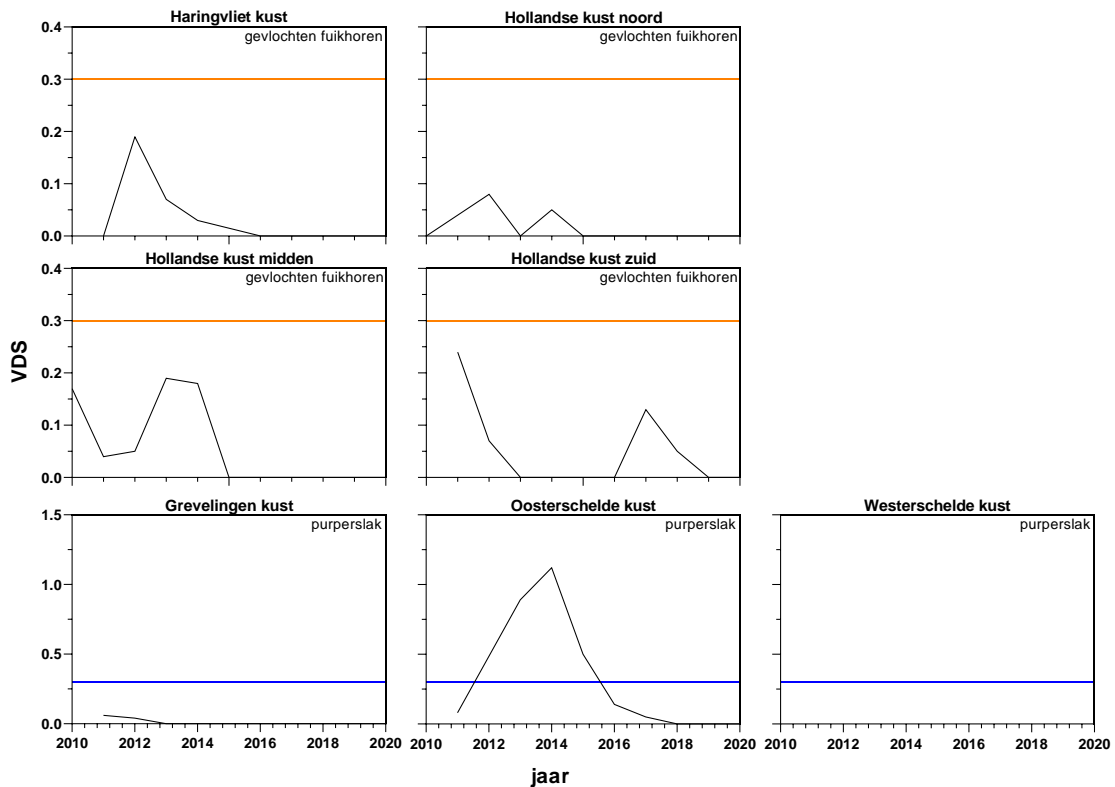 Haringvliet kust
Hollandse kust noord
gevlochten fuikhoren
gevlochten fuikhoren
0.4
0.3
0.2
0.1
0.0
Hollandse kust midden
Hollandse kust zuid
gevlochten fuikhoren
gevlochten fuikhoren
0.4
0.3
0.2
0.1
0.0
VDS
Grevelingen kust
Oosterschelde kust
Westerschelde kust
purperslak
purperslak
purperslak
1.5
1.0
0.5
0.0
2010 2012 2014 2016 2018 2020
2010 2012 2014 2016 2018 2020
2010 2012 2014 2016 2018 2020
jaar